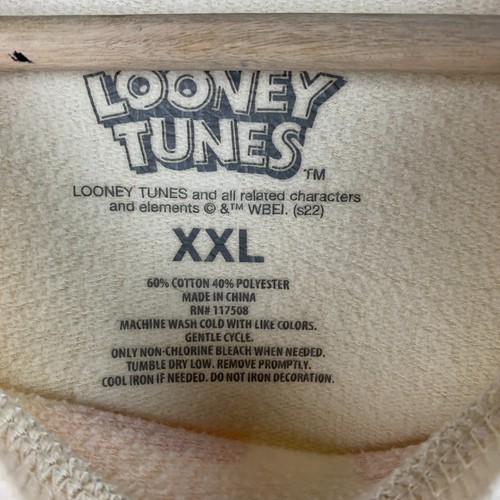 LOONEY
TUNES
TM
LOONEY TUNES and all related characters
and elements © &™ WBEI. (s22)
XXL
60% COTTON 40% POLYESTER
MADE IN CHINA
RN# 117508
MACHINE WASH COLD WITH LIKE COLORS.
GENTLE CYCLE.
ONLY NON-CHLORINE BLEACH WHEN NEEDED.
TUMBLE DRY LOW. REMOVE PROMPTLY.
COOL IRON IF NEEDED. DO NOT IRON DECORATION.